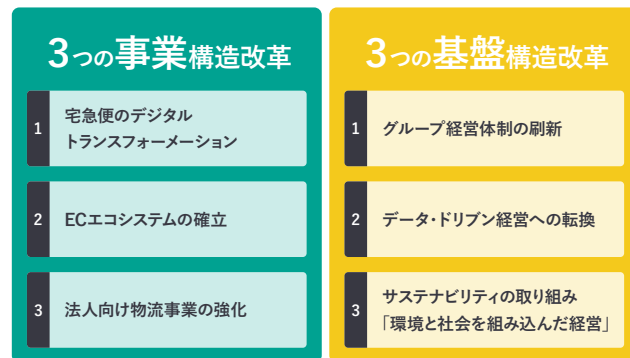 3つの事業構造改革
1
宅急便のデジタル
トランスフォーメーション
2
ECエコシステムの確立
3
法人向け物流事業の強化
3つの基盤構造改革
1
グループ経営体制の刷新
2
データ・ドリブン経営への転換
3
サステナビリティの取り組み
「環境と社会を組み込んだ経営」